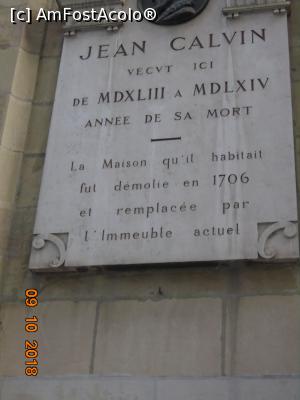 [c] ★AmFostAcolo®
JEAN CALVIN
VECVT ICI
DE MDXLIII A MDLXIV
ANNEE DE SA MORT
La Maison qu'il habitait
fut démolie en 1706
et remplacée par
l'Immeuble actuel
09 10 2018